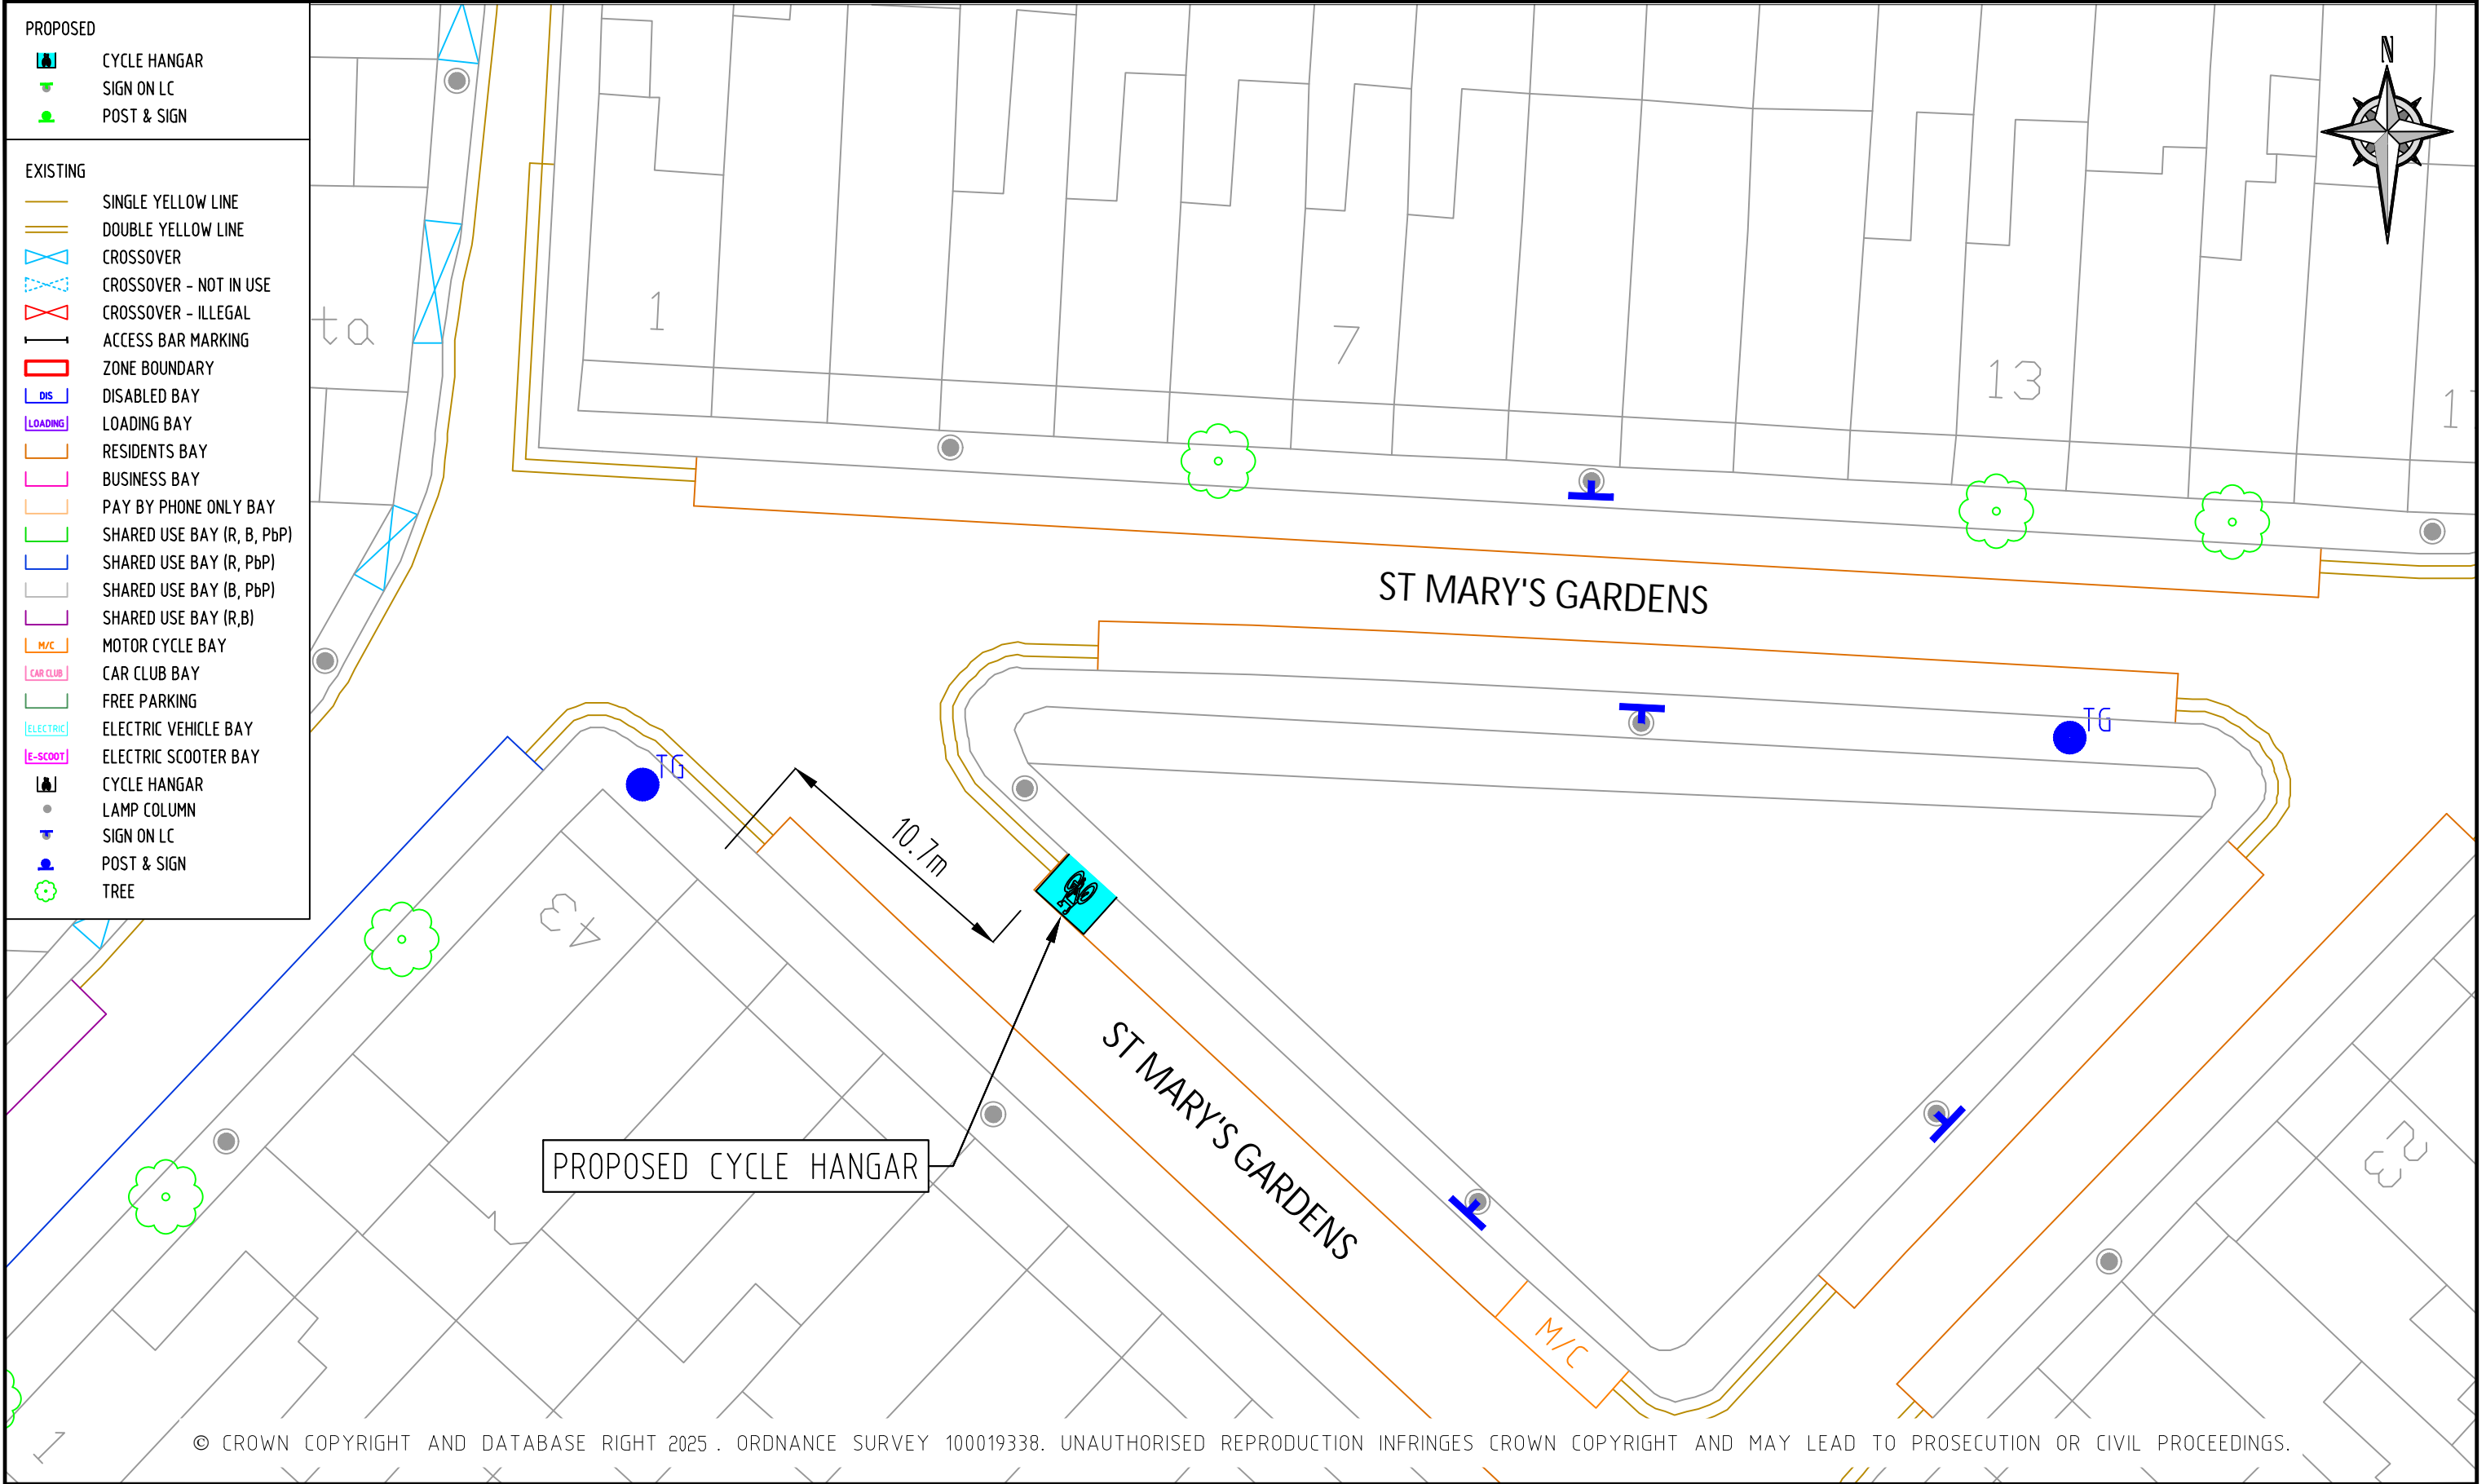 PROPOSED
CYCLE HANGAR
SIGN ON LC
POST & SIGN
EXISTING
SINGLE YELLOW LINE
DOUBLE YELLOW LINE
CROSSOVER
CROSSOVER - NOT IN USE
CROSSOVER - ILLEGAL
ACCESS BAR MARKING
ZONE BOUNDARY
DIS DISABLED BAY
LOADING LOADING BAY
RESIDENTS BAY
BUSINESS BAY
PAY BY PHONE ONLY BAY
SHARED USE BAY (R, B, PbP)
SHARED USE BAY (R, PbP)
SHARED USE BAY (B, PbP)
SHARED USE BAY (R,B)
M/C MOTOR CYCLE BAY
CAR CLUB CAR CLUB BAY
FREE PARKING
ELECTRIC ELECTRIC VEHICLE BAY
E-SCOOT ELECTRIC SCOOTER BAY
CYCLE HANGAR
LAMP COLUMN
SIGN ON LC
POST & SIGN
TREE
N
ta
1
7
13
1
ST MARY'S GARDENS
TG
TG
10.7m
43
PROPOSED CYCLE HANGAR
ST MARY'S GARDENS
23
M/C
1
1
© CROWN COPYRIGHT AND DATABASE RIGHT 2025 . ORDNANCE SURVEY 100019338. UNAUTHORISED REPRODUCTION INFRINGES CROWN COPYRIGHT AND MAY LEAD TO PROSECUTION OR CIVIL PROCEEDINGS.